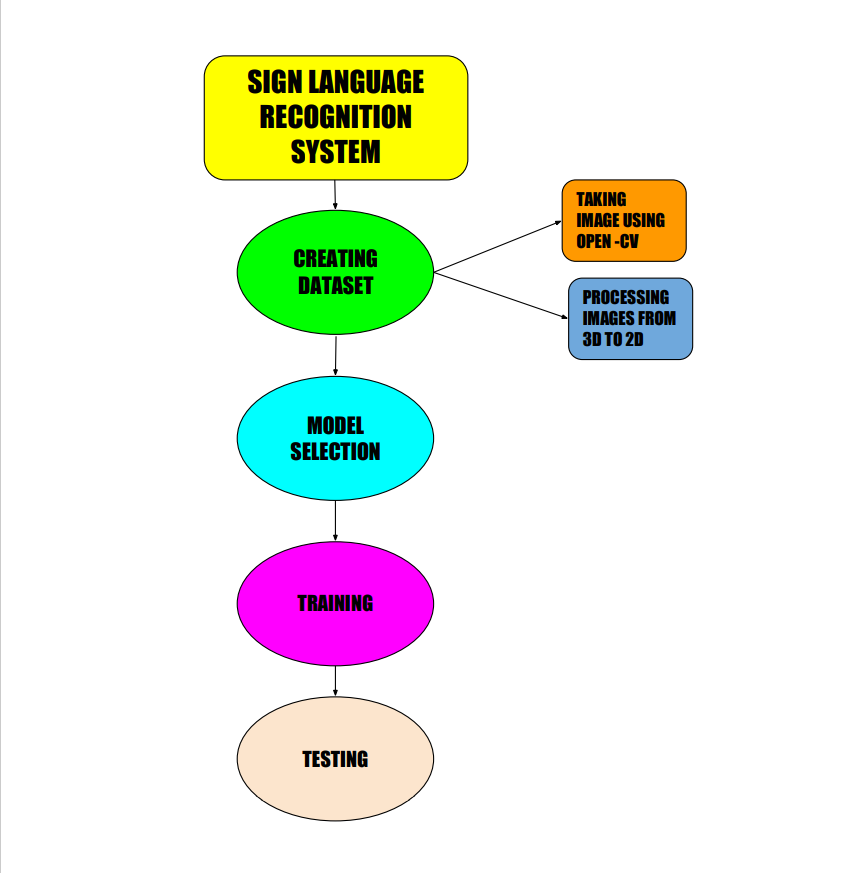 SIGN LANGUAGE
RECOGNITION
SYSTEM
CREATING
DATASET
TAKING
IMAGE USING
OPEN -CV
PROCESSING
IMAGES FROM
3D TO 2D
MODEL
SELECTION
TRAINING
TESTING